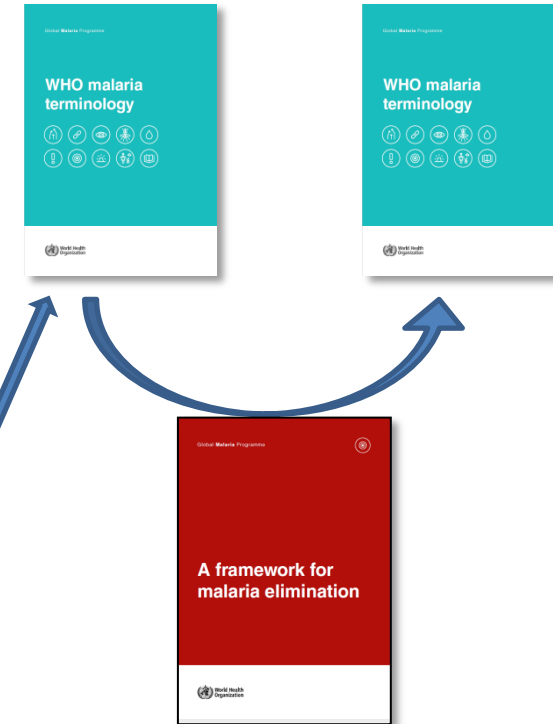 Global Malaria Programme
WHO malaria
terminology
World Health
Organization
Global Malaria Programme
WHO malaria
terminology
World Health
Organization
Global Malaria Programme
A framework for
malaria elimination
World Health
Organization